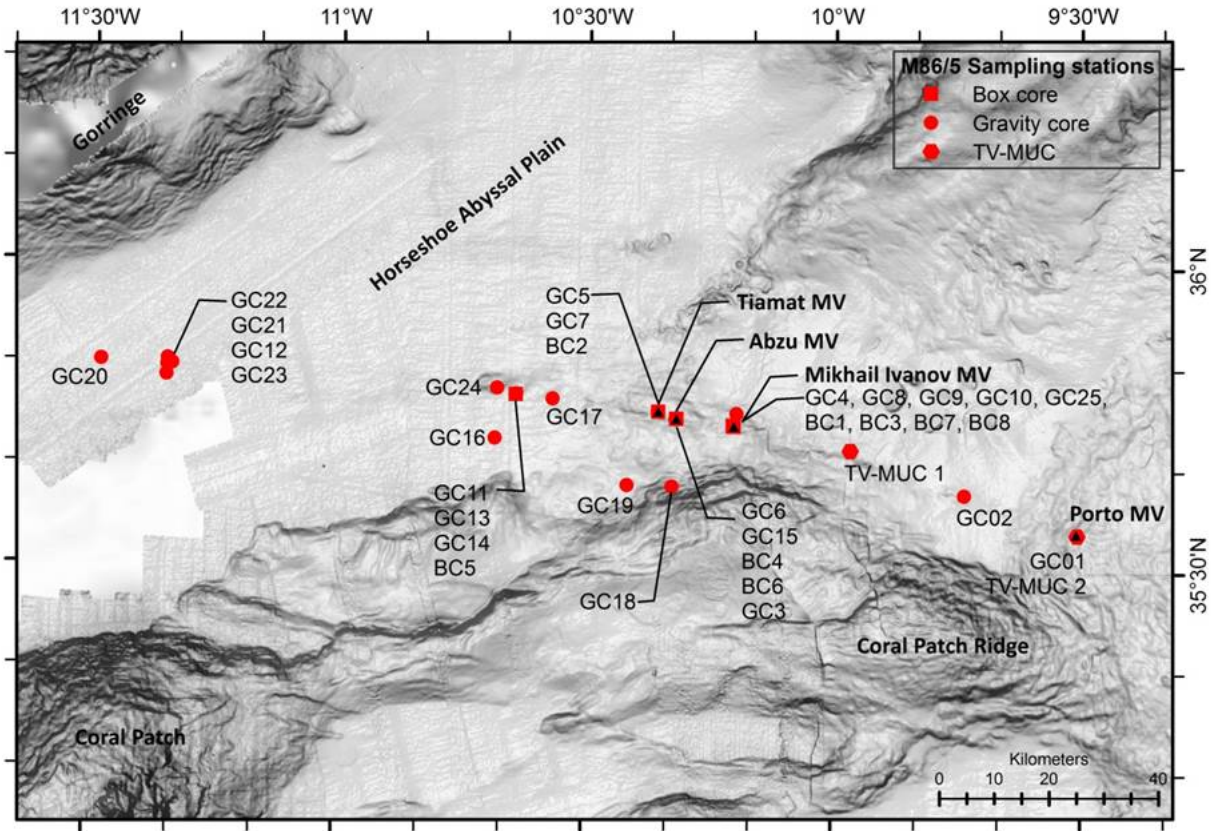 11°30'W
11°W
10°30'W
10°W
9°30'W
M86/5 Sampling stations
Box core
Gravity core
TV-MUC
Gorringe
Horseshoe Abyssal Plain
36°N
GC22
GC21
GC12
GC23
GC20
GC5
GC7
BC2
Tiamat MV
Abzu MV
Mikhail Ivanov MV
GC4, GC8, GC9, GC10, GC25,
BC1, BC3, BC7, BC8
GC24
GC17
GC16
TV-MUC 1
GC11
GC13
GC14
BC5
GC19
GC6
GC15
BC4
BC6
GC3
GC02
Porto MV
GC01
TV-MUC 2
35°30'N
GC18
Coral Patch Ridge
Coral Patch
Kilometers
0 10 20 40